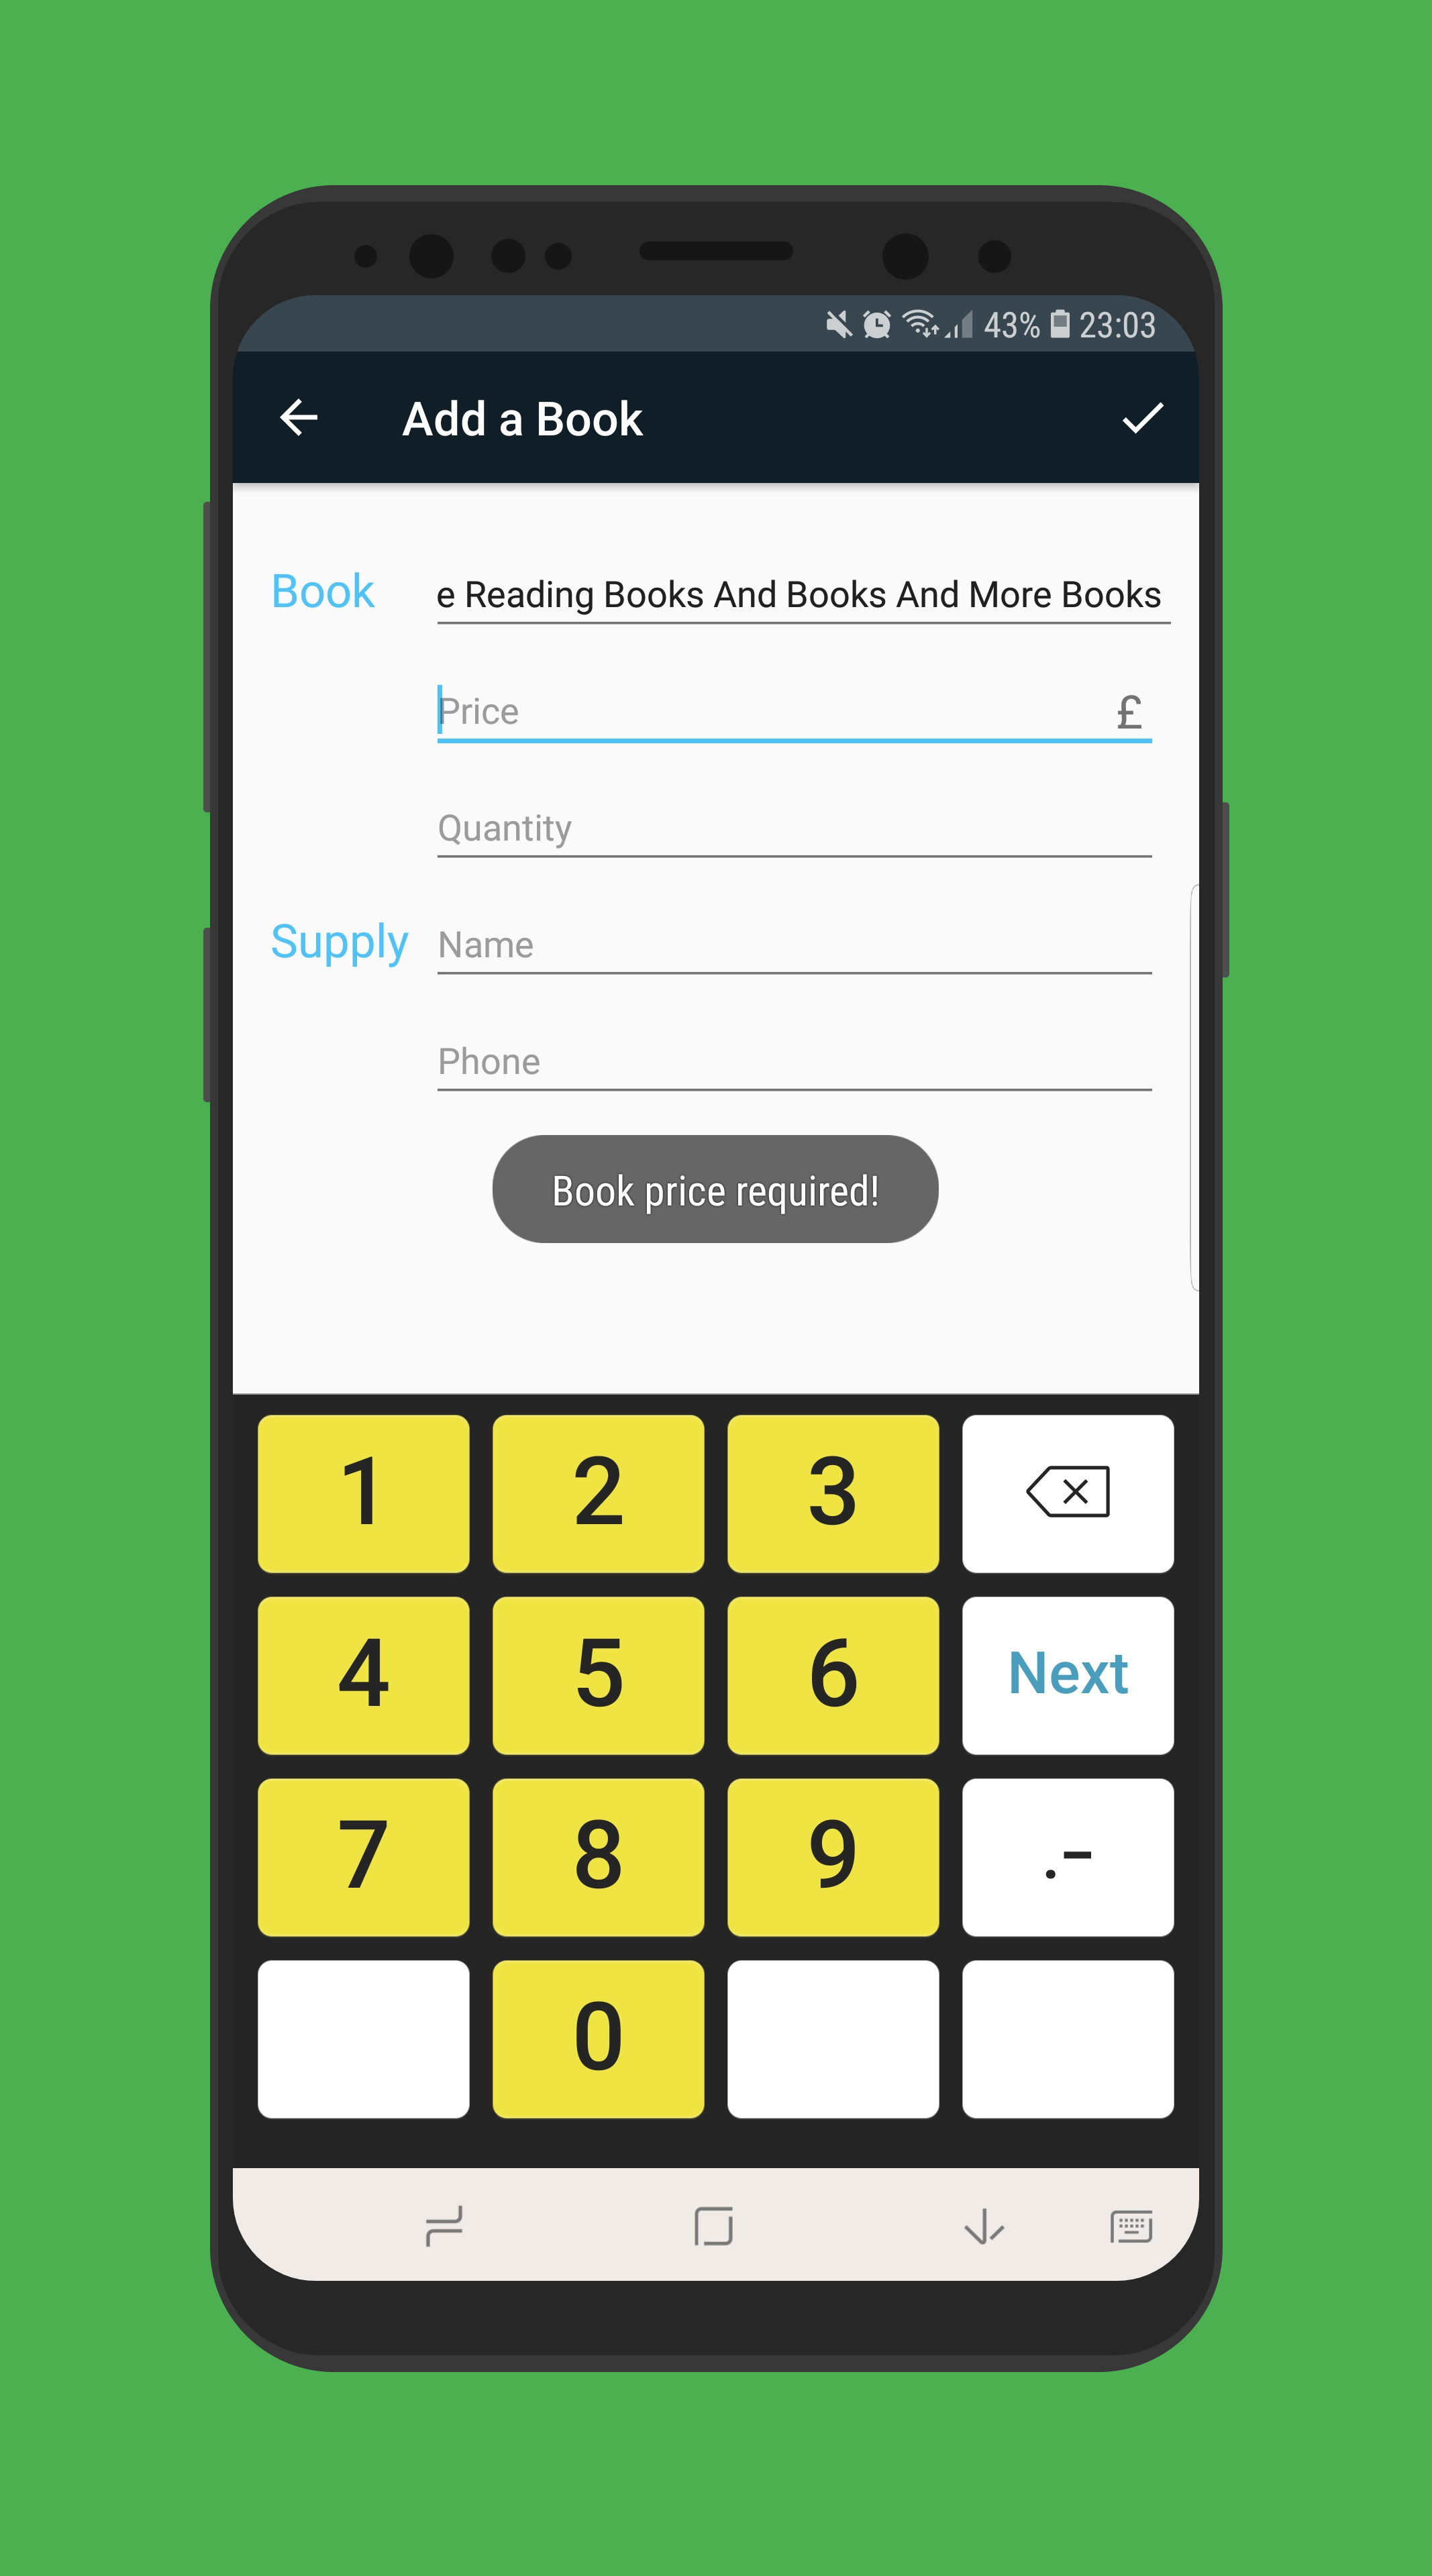 43% 23:03
Add a Book
Book e Reading Books And Books And More Books
Price £
Quantity
Supply Name
Phone
Book price required!
1 2 3
4 5 6 Next
7 8 9 .-
0